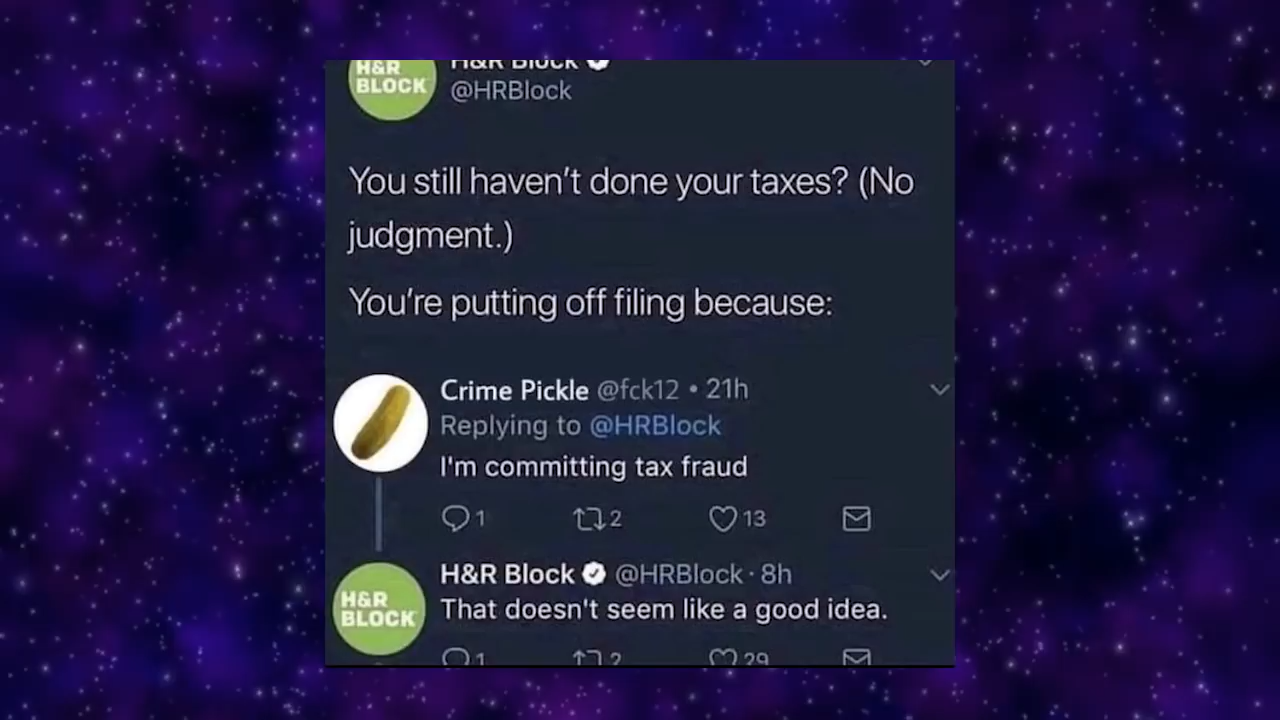 H&R
BLOCK
H&R Block
@HRBlock
You still haven't done your taxes? (No
judgment.)
You're putting off filing because:
Crime Pickle @fck12 • 21h
Replying to @HRBlock
I'm committing tax fraud
1 2 13
H&R Block @HRBlock · 8h
H&R
BLOCK
That doesn't seem like a good idea.
1 2 29